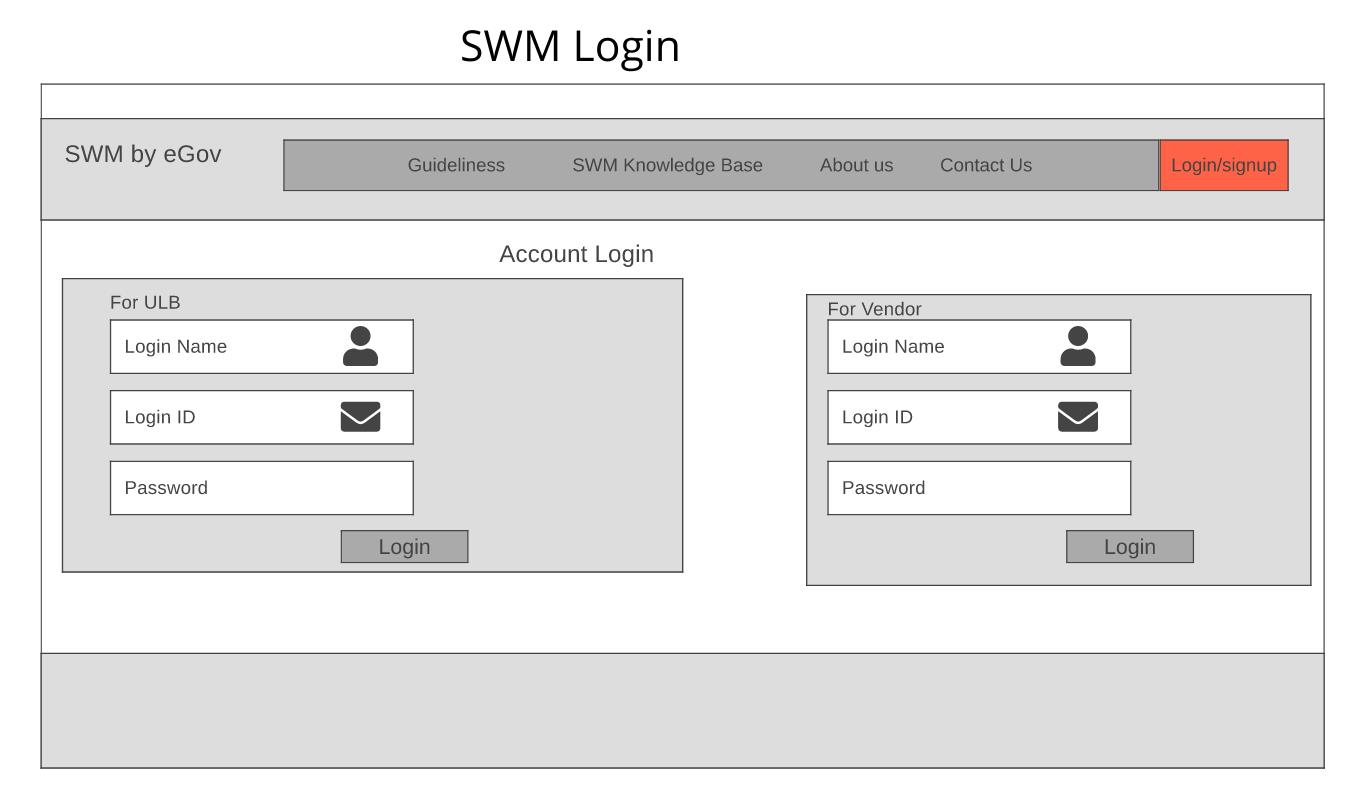 SWM Login
SWM by eGov
Guideliness
SWM Knowledge Base
About us
Contact Us
Login/signup
Account Login
For ULB
Login Name
Login ID
Password
Login
For Vendor
Login Name
Login ID
Password
Login